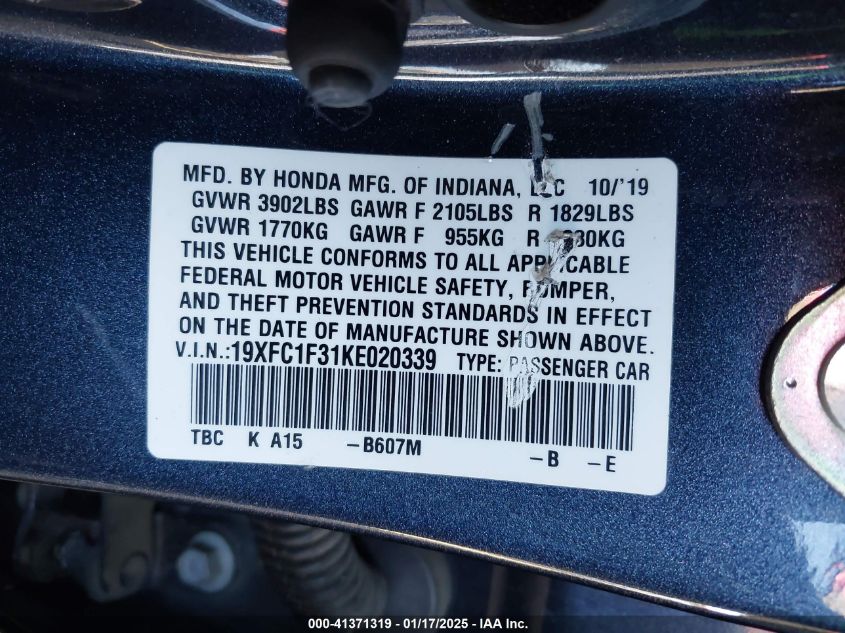 MFD. BY HONDA MFG. OF INDIANA, LLC 10/'19
GVWR 3902LBS GAWR F 2105LBS R 1829LBS
GVWR 1770KG GAWR F 955KG R 830KG
THIS VEHICLE CONFORMS TO ALL APPLICABLE
FEDERAL MOTOR VEHICLE SAFETY, BUMPER,
AND THEFT PREVENTION STANDARDS IN EFFECT
ON THE DATE OF MANUFACTURE SHOWN ABOVE.
V.I.N.:19XFC1F31KE020339 TYPE: PASSENGER CAR
TBC K A15 -B607M -B -E
000-41371319 - 01/17/2025 - IAA Inc.